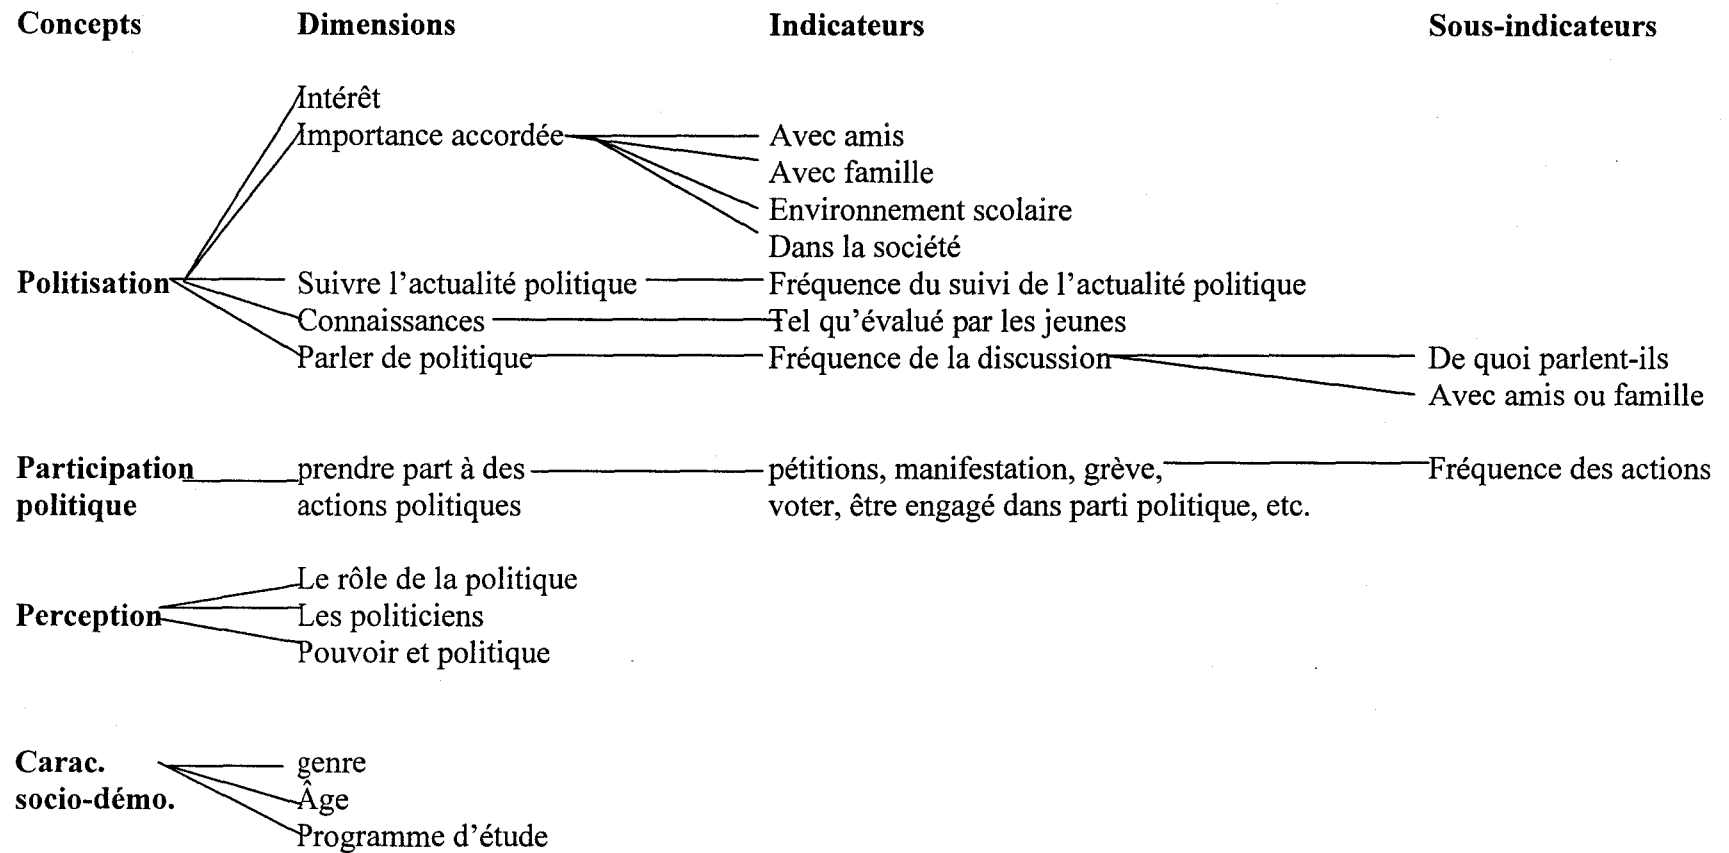 Concepts Dimensions Indicateurs Sous-indicateurs
Intérêt
Importance accordée Avec amis
Avec famille
Environnement scolaire
Dans la société
Politisation Suivre l’actualité politique Fréquence du suivi de l’actualité politique
Connaissances Tel qu’évalué par les jeunes
Parler de politique Fréquence de la discussion De quoi parlent-ils
Avec amis ou famille
Participation prendre part à des pétitions, manifestation, grève, Fréquence des actions
politique actions politiques voter, être engagé dans parti politique, etc.
Le rôle de la politique
Perception Les politiciens
Pouvoir et politique
Carac. genre
socio-démo. Âge
Programme d’étude